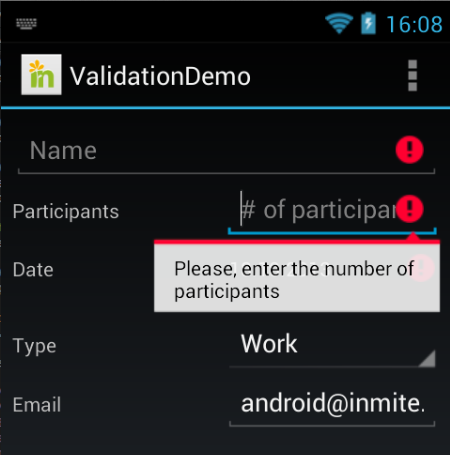 16:08
in ValidationDemo
Name
Participants # of participan
Date
Please, enter the number of
participants
Type Work
Email android@inmite.